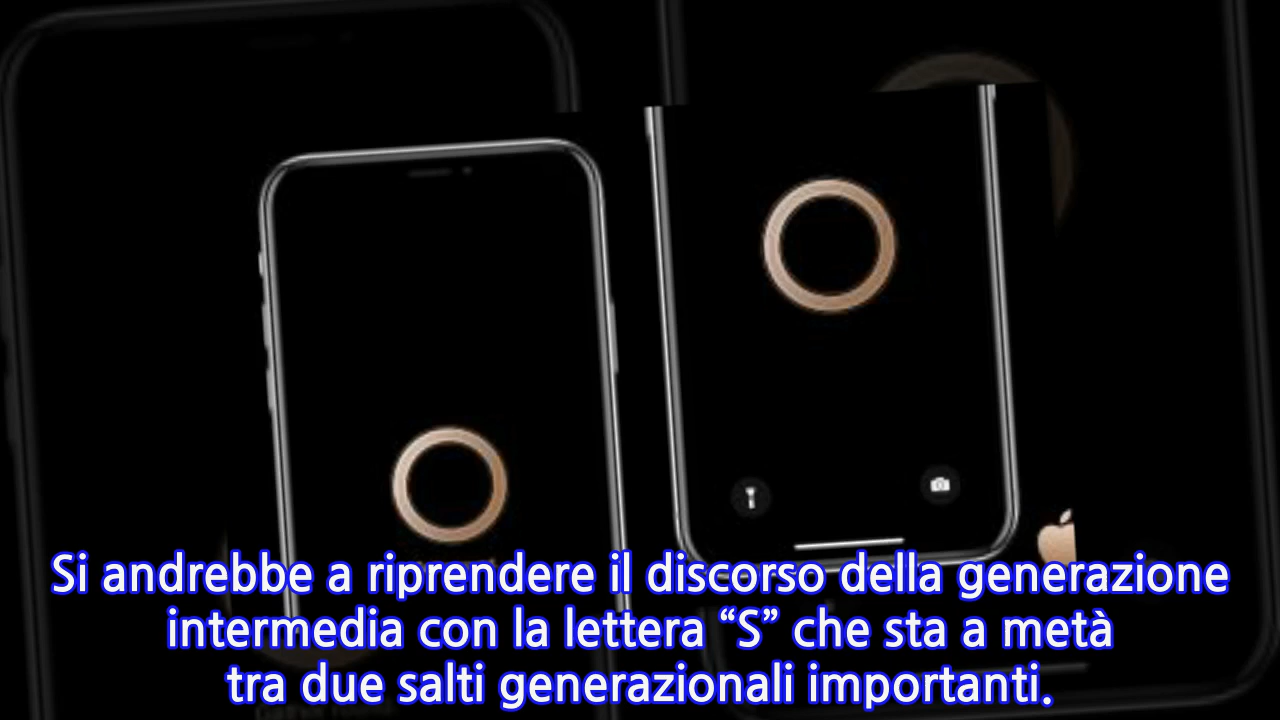 Si andrebbe a riprendere il discorso della generazione
intermedia con la lettera “S” che sta a metà
tra due salti generazionali importanti.